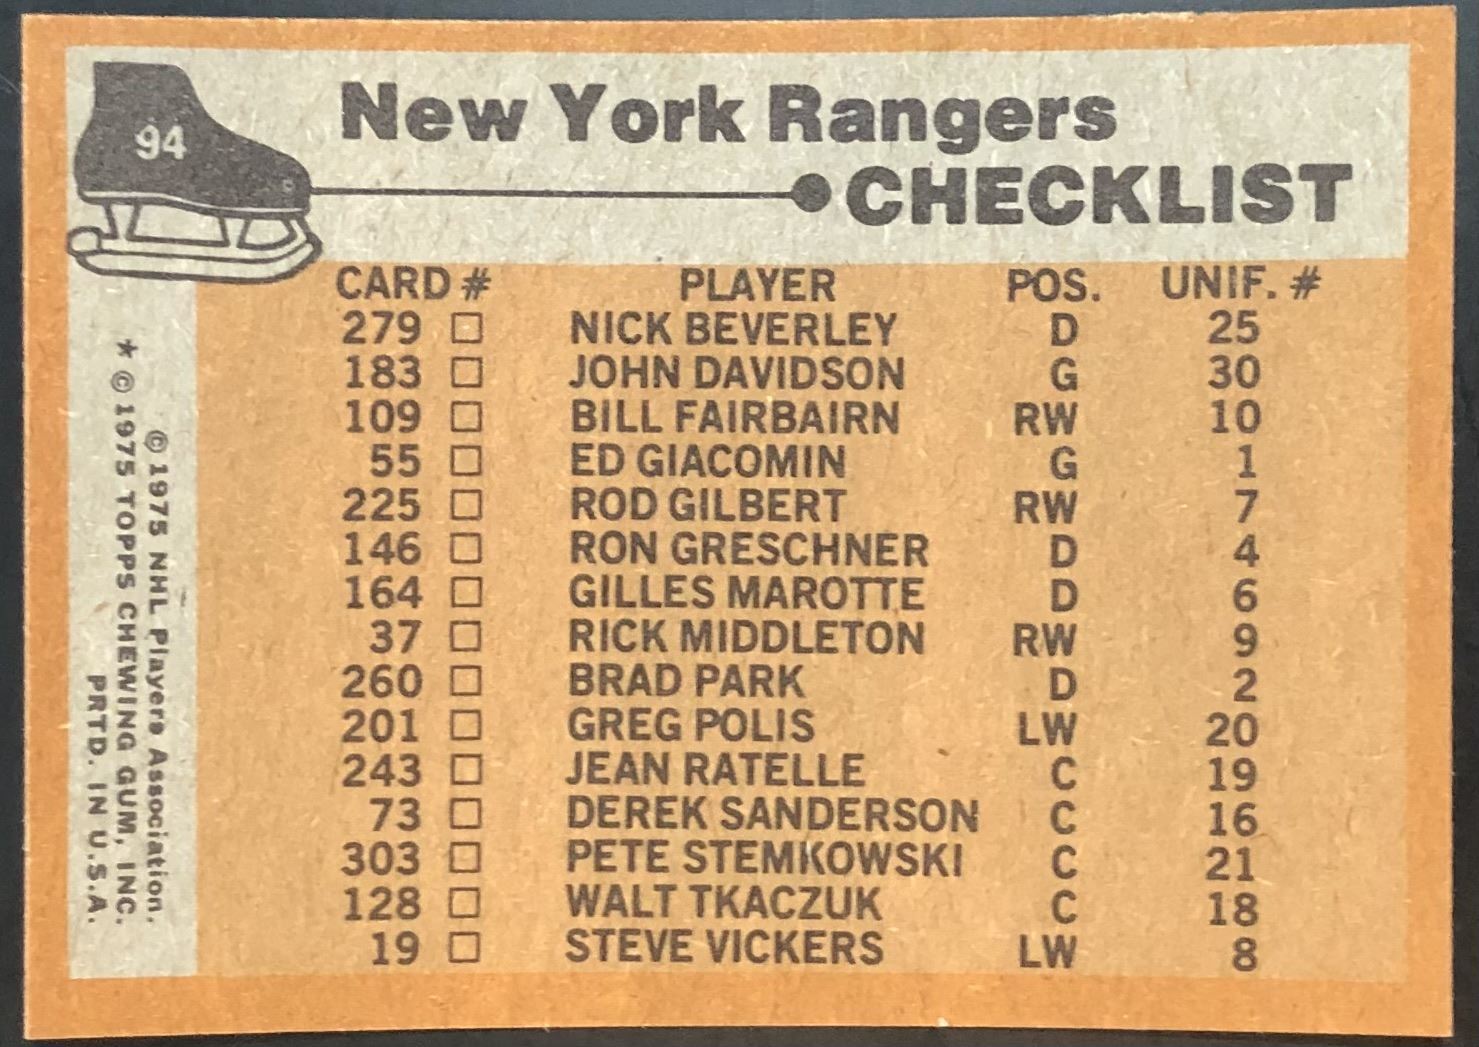 94
New York Rangers
CHECKLIST
CARD # PLAYER POS. UNIF. #
279 □ NICK BEVERLEY D 25
183 □ JOHN DAVIDSON G 30
109 □ BILL FAIRBAIRN RW 10
55 □ ED GIACOMIN G 1
225 □ ROD GILBERT RW 7
146 □ RON GRESCHNER D 4
164 □ GILLES MAROTTE D 6
37 □ RICK MIDDLETON RW 9
260 □ BRAD PARK D 2
201 □ GREG POLIS LW 20
243 □ JEAN RATELLE C 19
73 □ DEREK SANDERSON C 16
303 □ PETE STEMKOWSKI C 21
128 □ WALT TKACZUK C 18
19 □ STEVE VICKERS LW 8
© 1975 NHL Players Association.
* © 1975 TOPPS CHEWING GUM, INC.
PRTD. IN U.S.A.